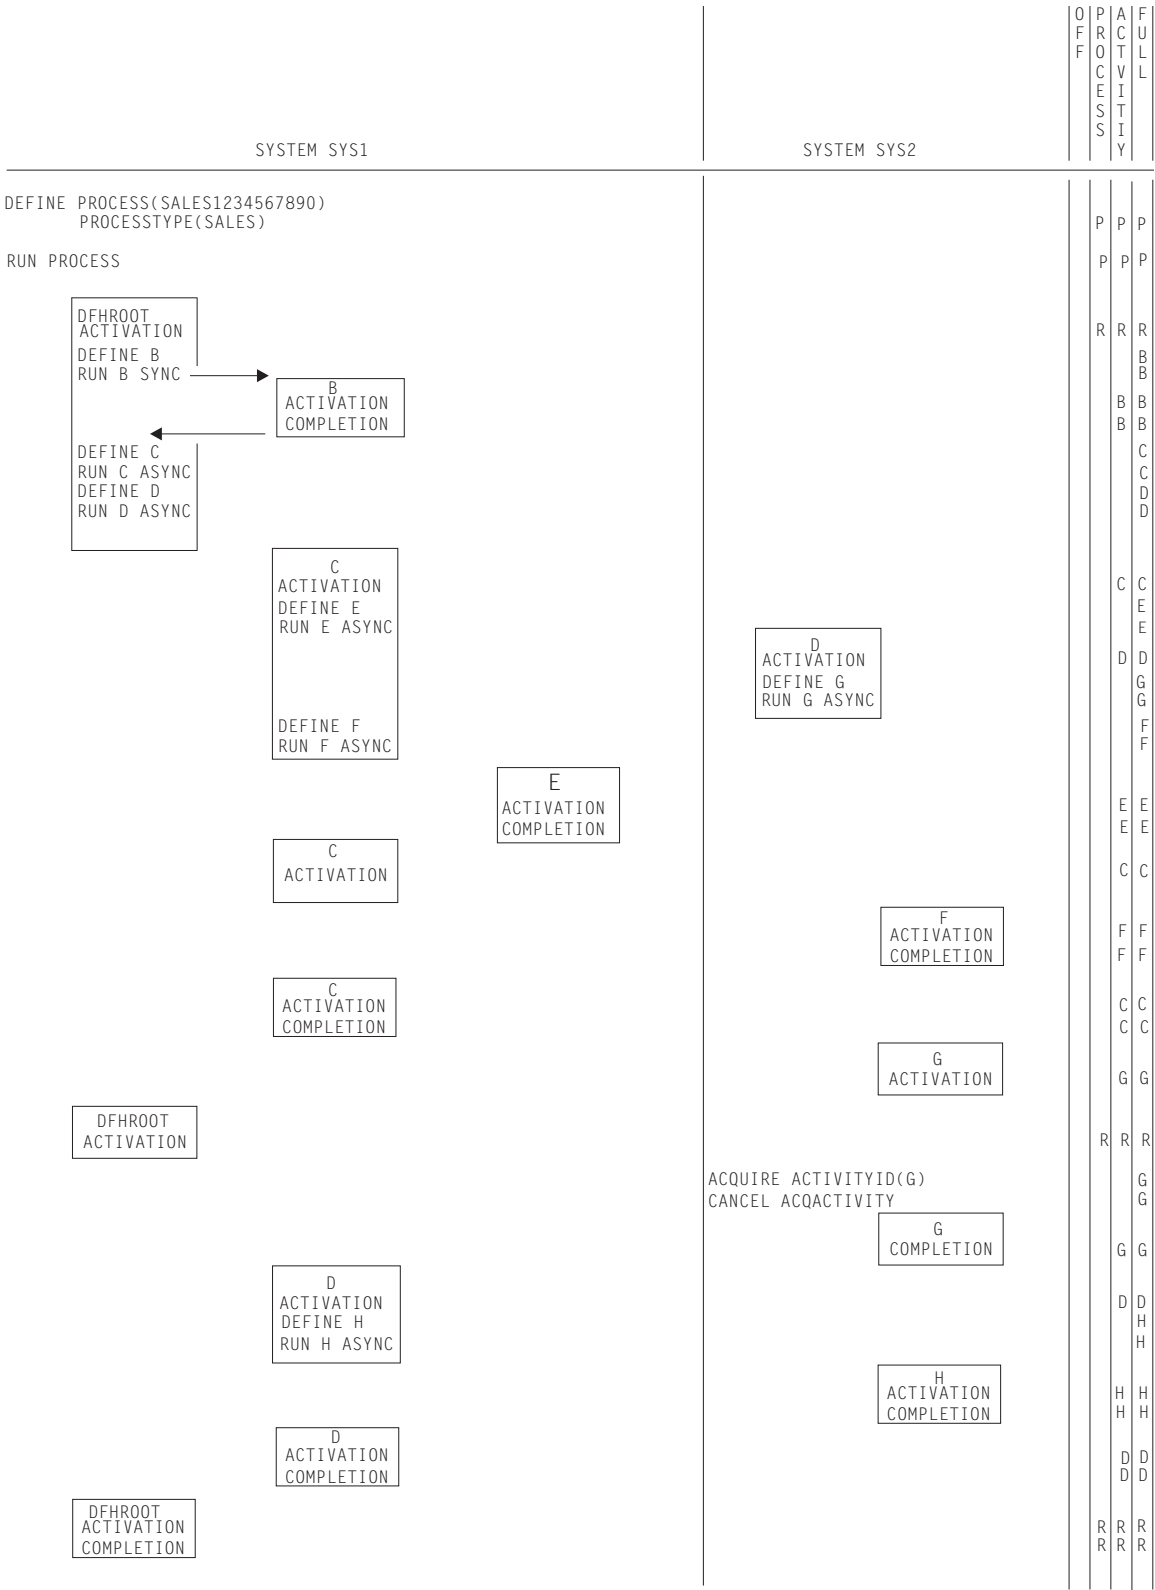 OFF
PROCESS
ACTVITIY
FULL
SYSTEM SYS1
SYSTEM SYS2
DEFINE PROCESS(SALES1234567890)
PROCESSTYPE(SALES)
P P P
RUN PROCESS
P P P
DFHROOT
ACTIVATION
R R R
DEFINE B
B
RUN B SYNC
B
B
ACTIVATION
B B
COMPLETION
B B
DEFINE C
C
RUN C ASYNC
C
DEFINE D
D
RUN D ASYNC
D
C
ACTIVATION
C C
DEFINE E
E
RUN E ASYNC
E
D
ACTIVATION
D D
DEFINE G
G
RUN G ASYNC
G
DEFINE F
F
RUN F ASYNC
F
E
ACTIVATION
E E
COMPLETION
E E
C
ACTIVATION
C C
F
ACTIVATION
F F
COMPLETION
F F
C
ACTIVATION
C C
COMPLETION
C C
G
ACTIVATION
G G
DFHROOT
ACTIVATION
R R R
ACQUIRE ACTIVITYID(G)
G
CANCEL ACQACTIVITY
G
G
COMPLETION
G G
D
ACTIVATION
D D
DEFINE H
H
RUN H ASYNC
H
H
ACTIVATION
H H
COMPLETION
H H
D
ACTIVATION
D D
COMPLETION
D D
DFHROOT
ACTIVATION
R R R
COMPLETION
R R R